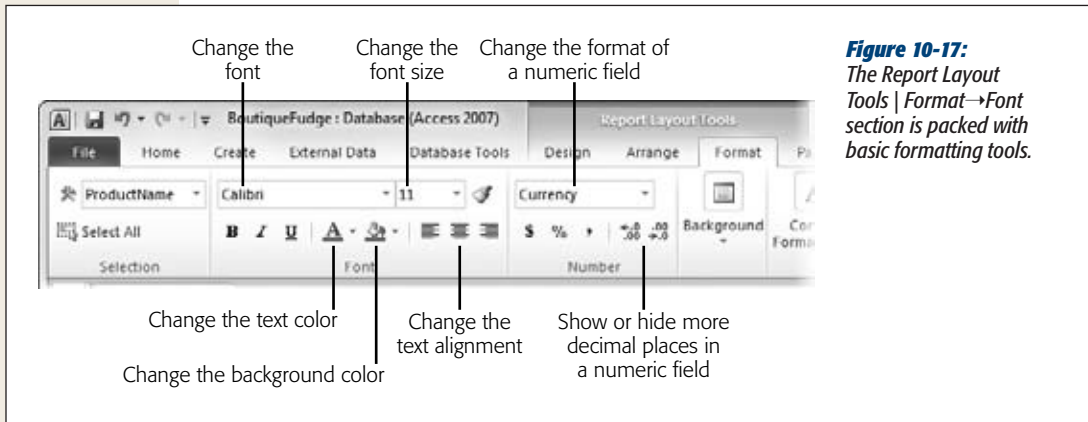 Change the font
Change the font size
Change the format of a numeric field
Figure 10-17:
The Report Layout
Tools | Format→Font
section is packed with
basic formatting tools.
A
BoutiqueFudge : Database (Access 2007)
Report Layout Tools
File Home Create External Data Database Tools Design Arrange Format
ProductName Calibri 11 Currency
Select All B I U A $ % , .00 .00 Background
Selection Font Number
Change the text color
Change the background color
Change the text alignment
Show or hide more decimal places in a numeric field